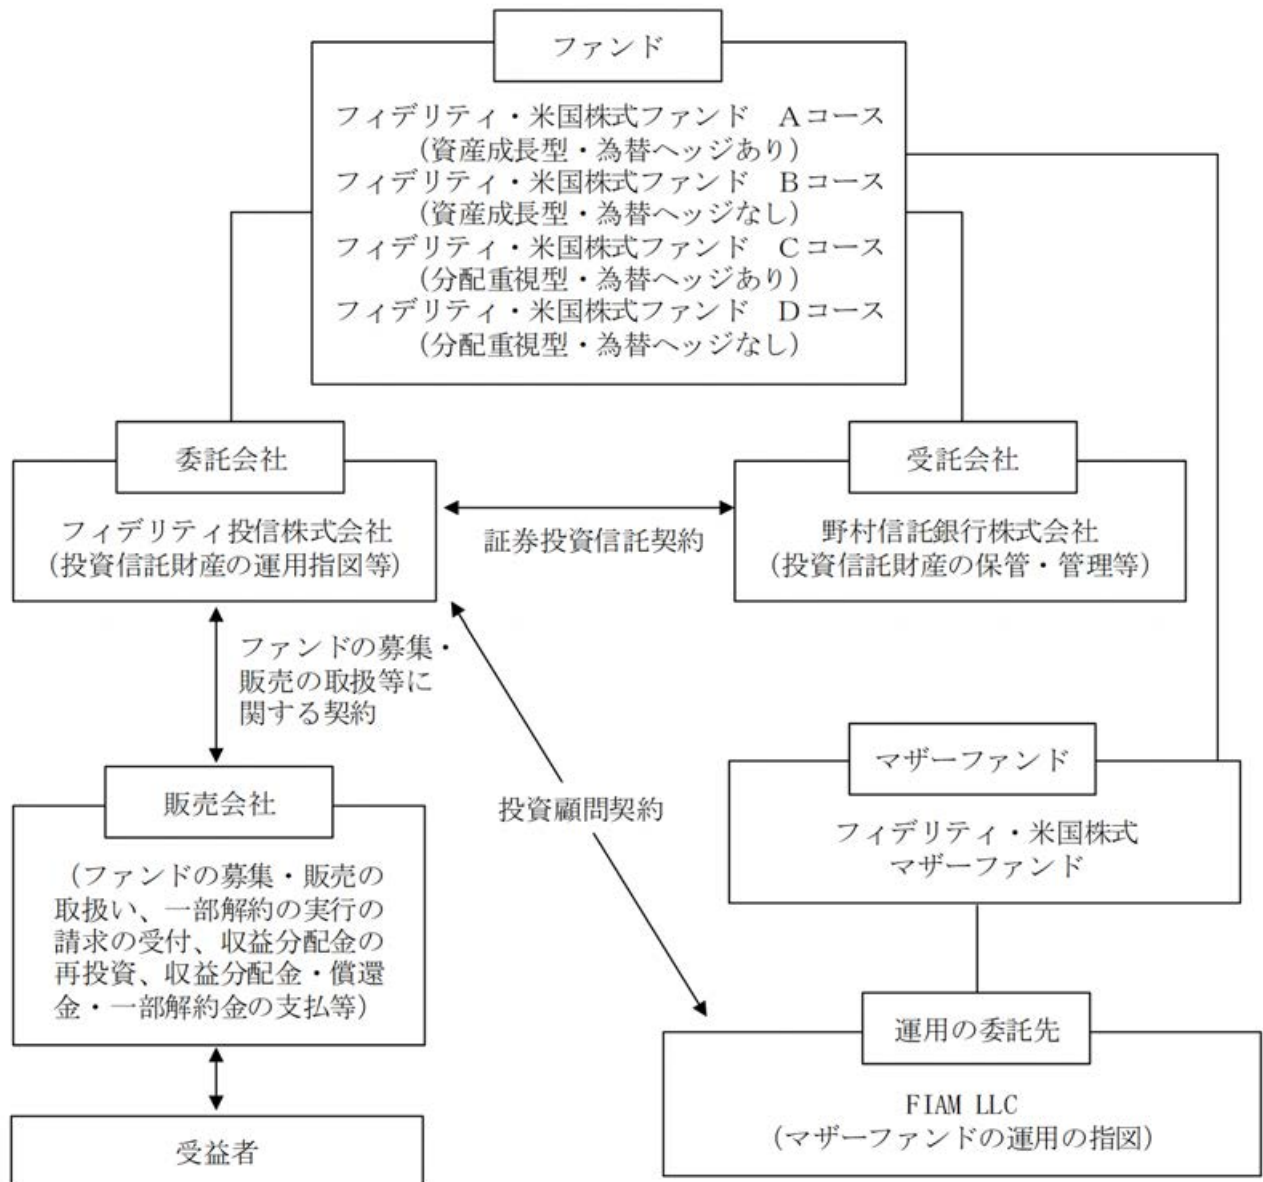 ファンド
フィデリティ・米国株式ファンド　Aコース
（資産成長型・為替ヘッジあり）
フィデリティ・米国株式ファンド　Bコース
（資産成長型・為替ヘッジなし）
フィデリティ・米国株式ファンド　Cコース
（分配重視型・為替ヘッジあり）
フィデリティ・米国株式ファンド　Dコース
（分配重視型・為替ヘッジなし）
委託会社
フィデリティ投信株式会社
（投資信託財産の運用指図等）
証券投資信託契約
受託会社
野村信託銀行株式会社
（投資信託財産の保管・管理等）
ファンドの募集・
販売の取扱等に
関する契約
投資顧問契約
マザーファンド
フィデリティ・米国株式
マザーファンド
販売会社
（ファンドの募集・販売の
取扱い、一部解約の実行の
請求の受付、収益分配金の
再投資、収益分配金・償還
金・一部解約金の支払等）
運用の委託先
FIAM LLC
（マザーファンドの運用の指図）
受益者